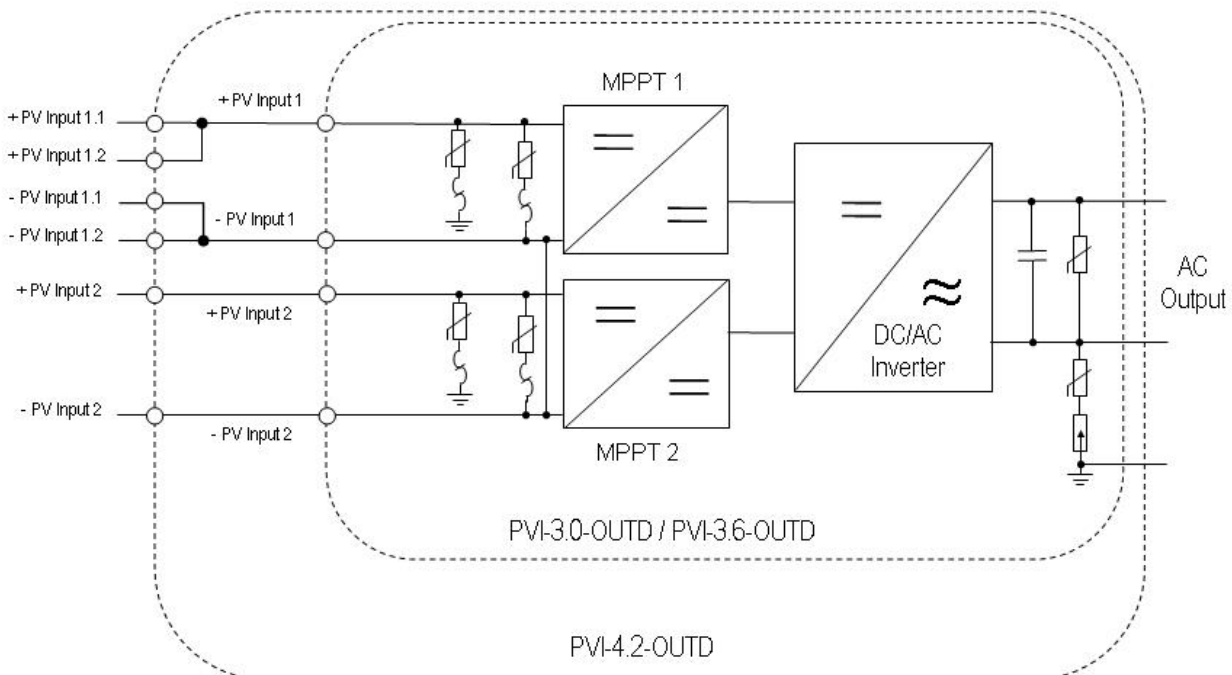 MPPT 1
+ PV Input 1
+ PV Input 1.1
+ PV Input 1.2
- PV Input 1.1
- PV Input 1
- PV Input 1.2
+ PV Input 2
+ PV Input 2
- PV Input 2
- PV Input 2
MPPT 2
DC/AC
Inverter
AC
Output
PVI-3.0-OUTD / PVI-3.6-OUTD
PVI-4.2-OUTD